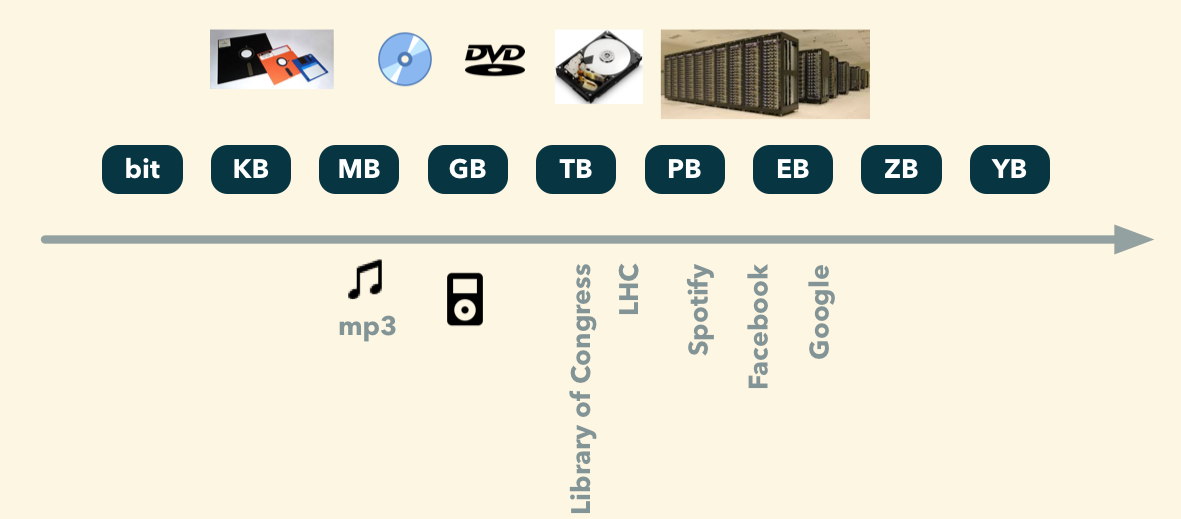 DVD
bit
KB
MB
GB
TB
PB
EB
ZB
YB
mp3
Library of Congress
LHC
Spotify
Facebook
Google